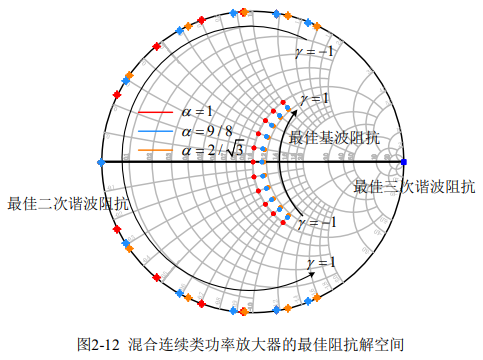 γ=-1
γ=1
α=1
α=9/8
α=2/√3
最佳基波阻抗
最佳三次谐波阻抗
最佳二次谐波阻抗
γ=-1
γ=1
图2-12 混合连续类功率放大器的最佳阻抗解空间